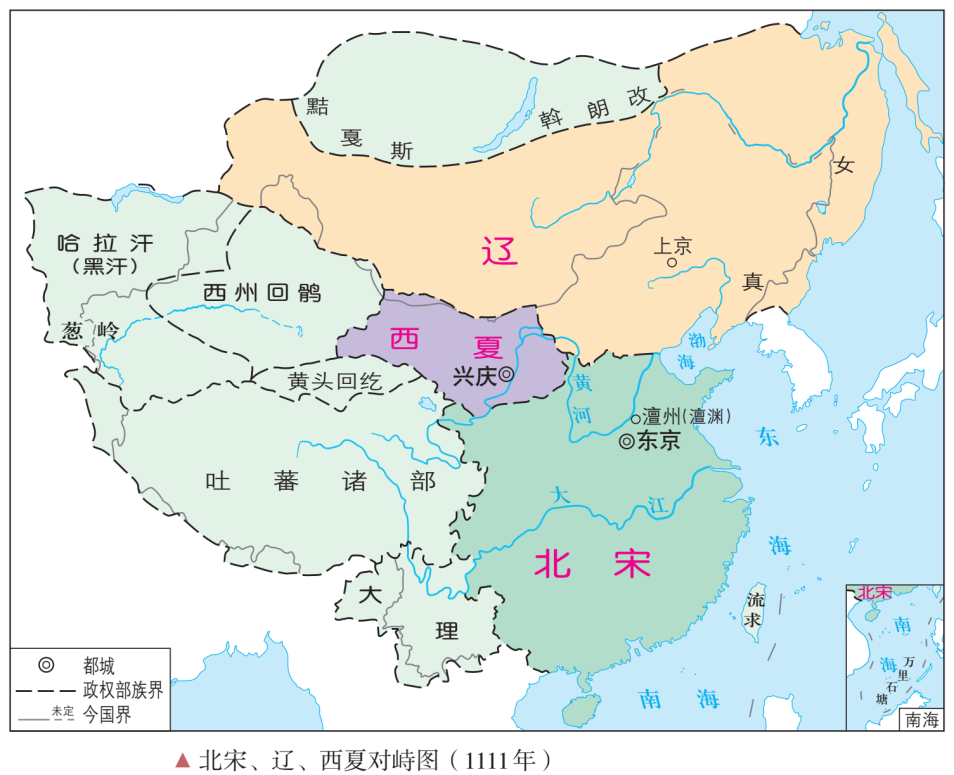 黠戛斯
斡朗改
女真
辽
上京
哈拉汗
(黑汗)
西州回鹘
葱岭
西夏
兴庆
黄头回纥
渤海
黄河
澶州(澶渊)
东京
东海
吐蕃诸部
大江
北宋
大理
流求
南海
北宋
南海
万里石塘
南海
都城
政权部族界
未定
今国界
▲北宋、辽、西夏对峙图(1111年)